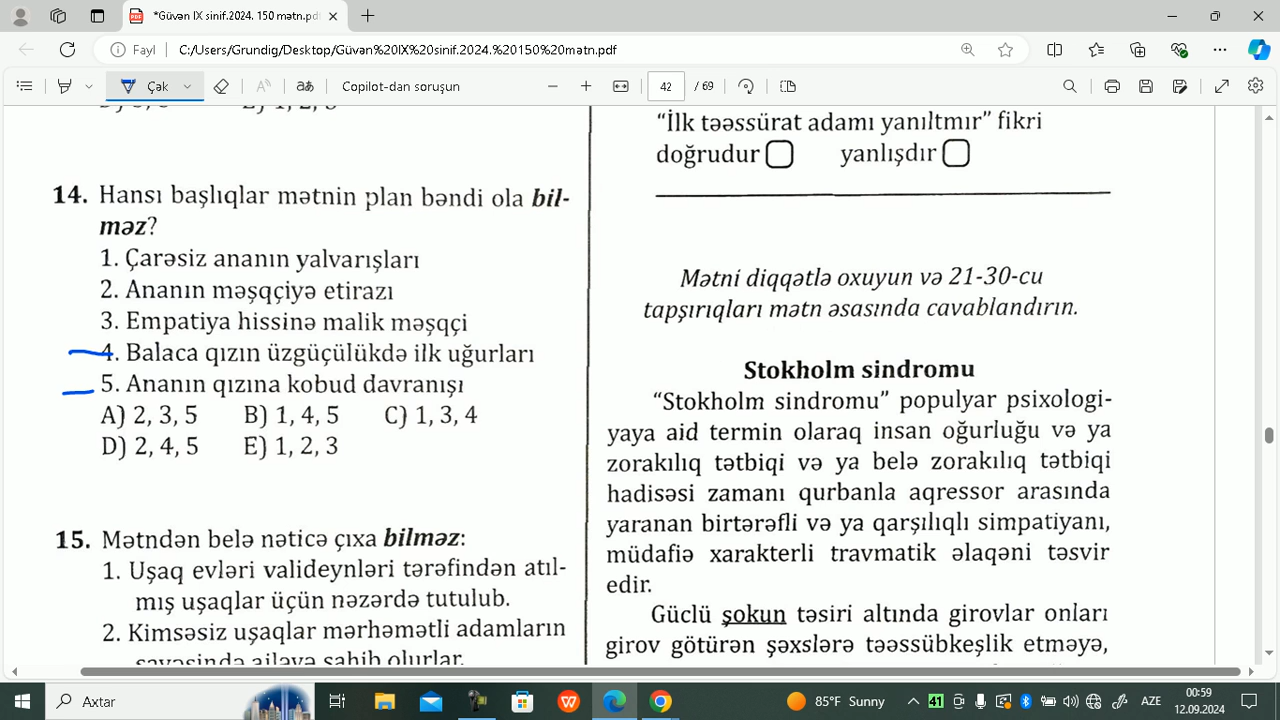 *Güvən IX sinif.2024. 150 mətn.pdf
Fayl
C:/Users/Grundig/Desktop/Güvən%20IX%20sinif.2024.%20150%20mətn.pdf
Çək
aあ
Copilot-dan soruşun
42
/ 69
14. Hansı başlıqlar mətnin plan bəndi ola bil-
məz?
1. Çarəsiz ananın yalvarışları
2. Ananın məşqçiyə etirazı
3. Empatiya hissinə malik məşqçi
4. Balaca qızın üzgüçülükdə ilk uğurları
5. Ananın qızına kobud davranışı
A) 2, 3, 5 B) 1, 4, 5 C) 1, 3, 4
D) 2, 4, 5 E) 1, 2, 3
15. Mətndən belə nəticə çıxa bilməz:
1. Uşaq evləri valideynləri tərəfindən atıl-
mış uşaqlar üçün nəzərdə tutulub.
2. Kimsəsiz uşaqlar mərhəmətli adamların
sayəsində ailəyə sahib olurlar.
“İlk təəssürat adamı yanıltmır” fikri
doğrudur yanlışdır
Mətni diqqətlə oxuyun və 21-30-cu
tapşırıqları mətn əsasında cavablandırın.
Stokholm sindromu
“Stokholm sindromu” populyar psixologi-
yaya aid termin olaraq insan oğurluğu və ya
zorakılıq tətbiqi və ya belə zorakılıq tətbiqi
hadisəsi zamanı qurbanla aqressor arasında
yaranan birtərəfli və ya qarşılıqlı simpatiyanı,
müdafiə xarakterli travmatik əlaqəni təsvir
edir.
Güclü şokun təsiri altında girovlar onları
girov götürən şəxslərə təəssübkeşlik etməyə,
Axtar
85°F Sunny
41
AZE
00:59
12.09.2024